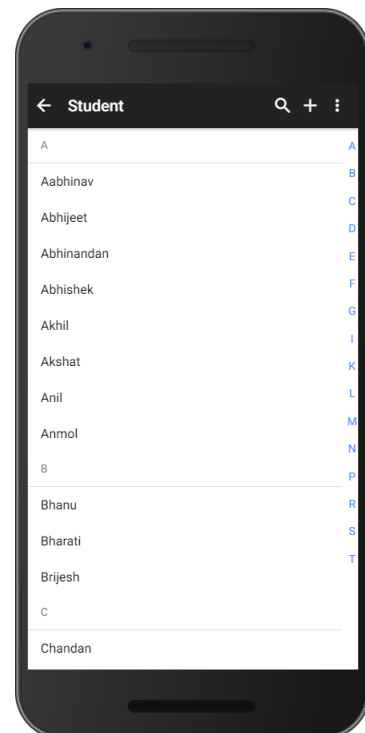 Student
A
Aabhinav
Abhijeet
Abhinandan
Abhishek
Akhil
Akshat
Anil
Anmol
B
Bhanu
Bharati
Brijesh
C
Chandan
A
B
C
D
E
F
G
I
K
L
M
N
P
R
S
T